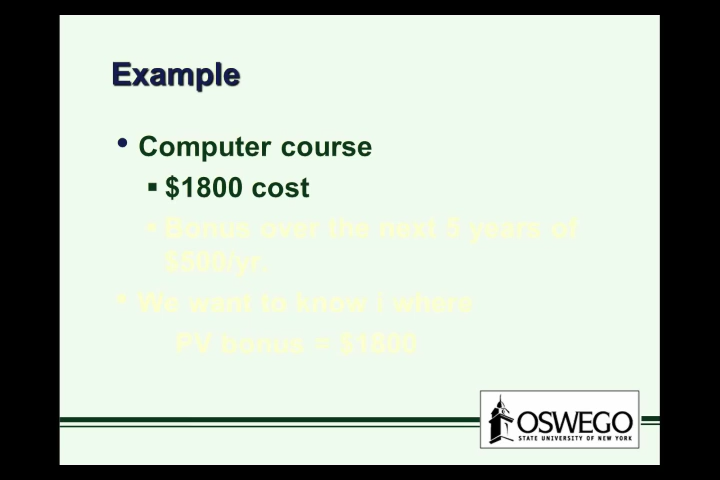 Example
• Computer course
▪ $1800 cost
▪ Bonus over the next 5 years of
$500/yr.
• We want to know i where
PV bonus = $1800
OSWEGO
STATE UNIVERSITY OF NEW YORK